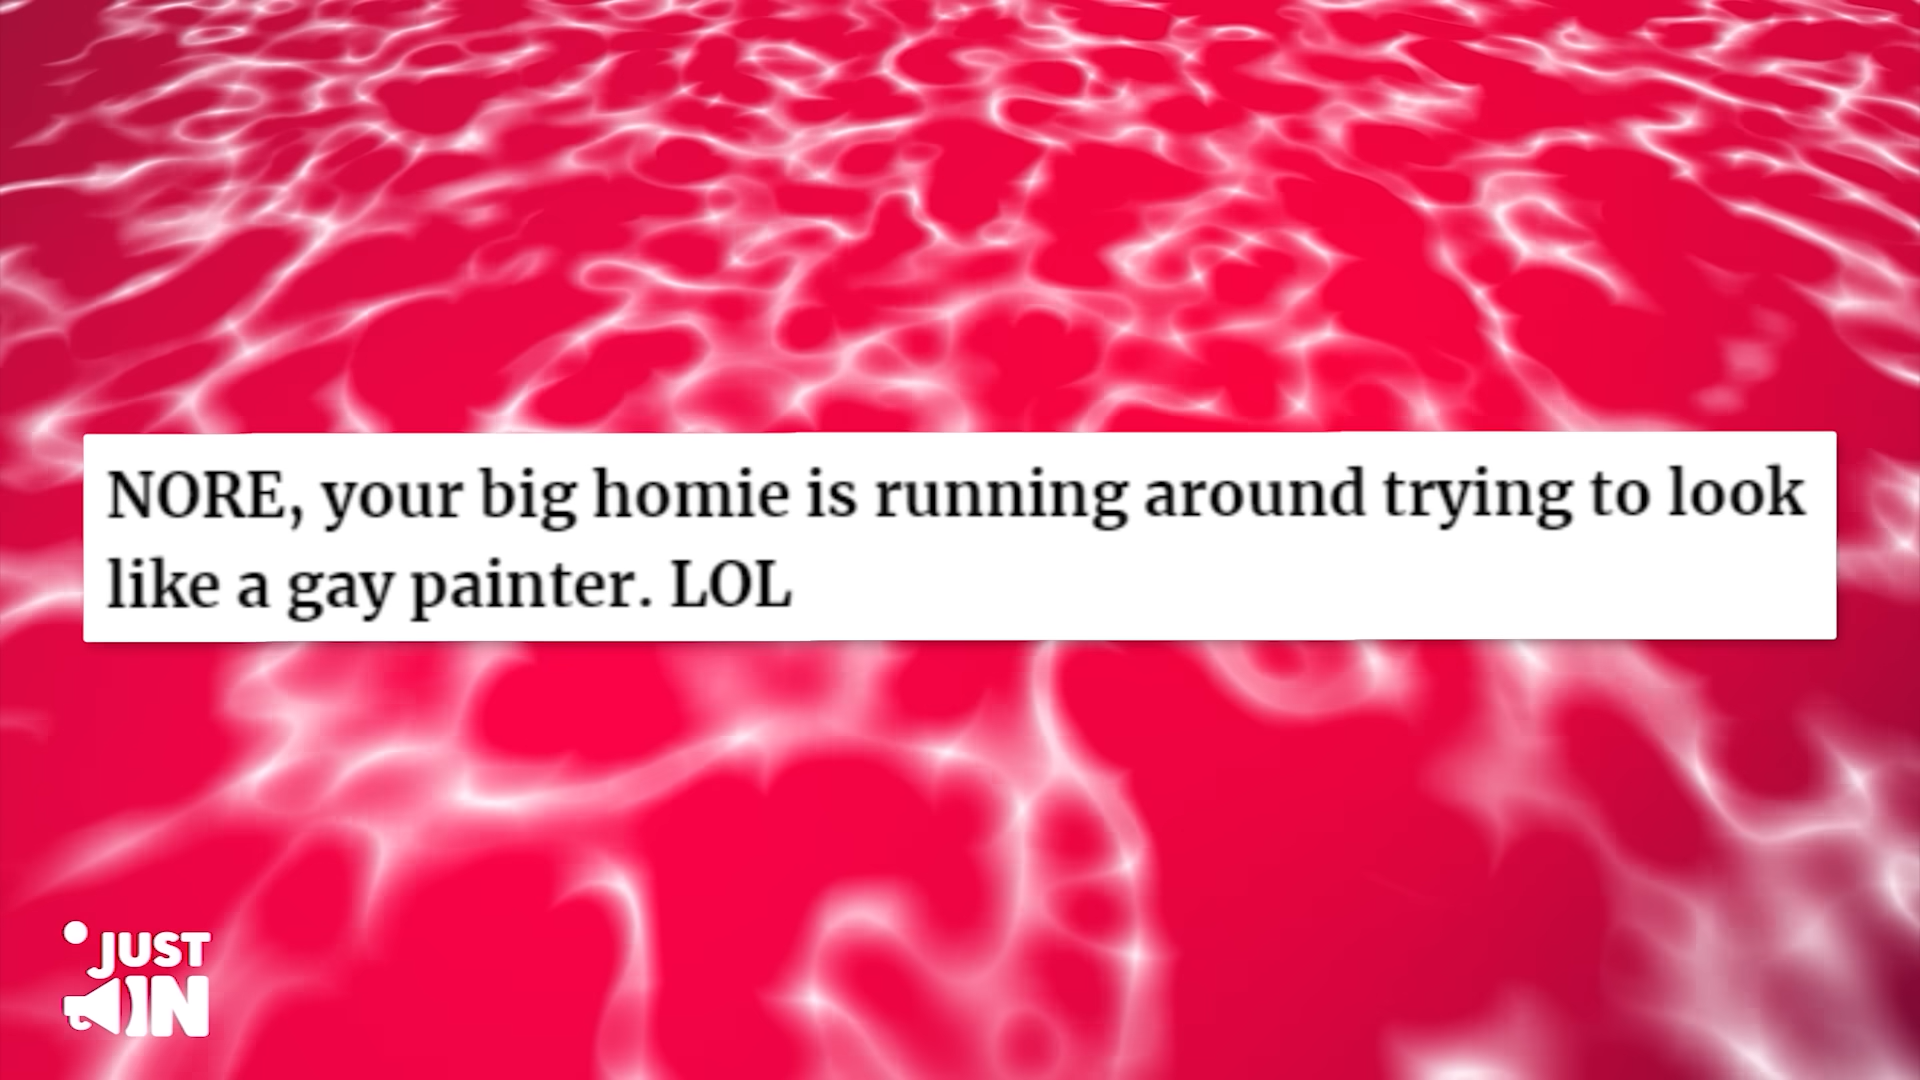 NORE, your big homie is running around trying to look
like a gay painter. LOL
JUST
IN